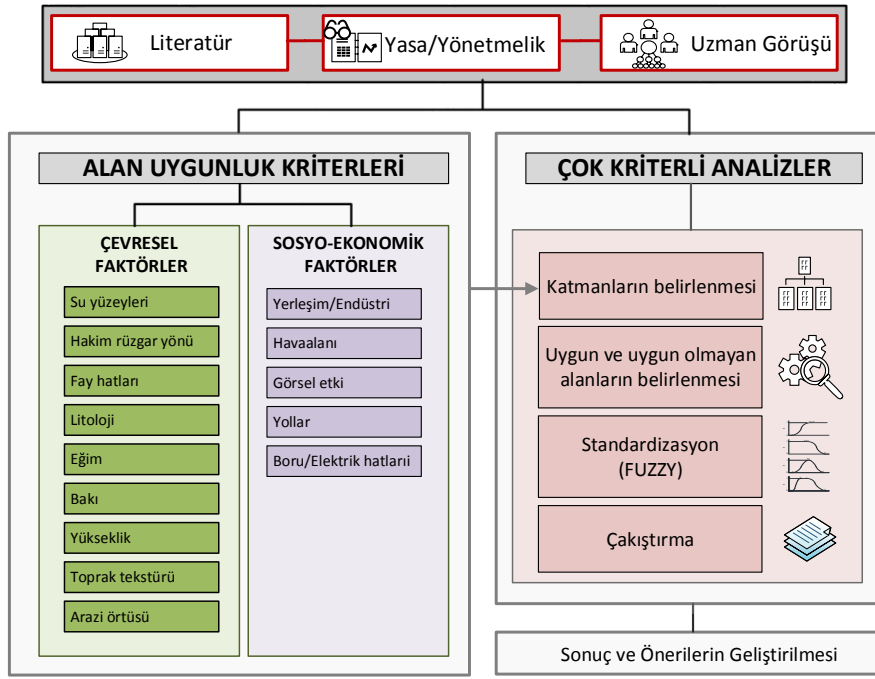 Literatür
Yasa/Yönetmelik
Uzman Görüşü
ALAN UYGUNLUK KRİTERLERİ
ÇEVRESEL
FAKTÖRLER
Su yüzeyleri
Hakim rüzgar yönü
Fay hatları
Litoloji
Eğim
Bakı
Yükseklik
Toprak tekstürü
Arazi örtüsü
SOSYO-EKONOMİK
FAKTÖRLER
Yerleşim/Endüstri
Havaalanı
Görsel etki
Yollar
Boru/Elektrik hatlarıi
ÇOK KRİTERLİ ANALİZLER
Katmanların belirlenmesi
Uygun ve uygun olmayan
alanların belirlenmesi
Standardizasyon
(FUZZY)
Çakıştırma
Sonuç ve Önerilerin Geliştirilmesi